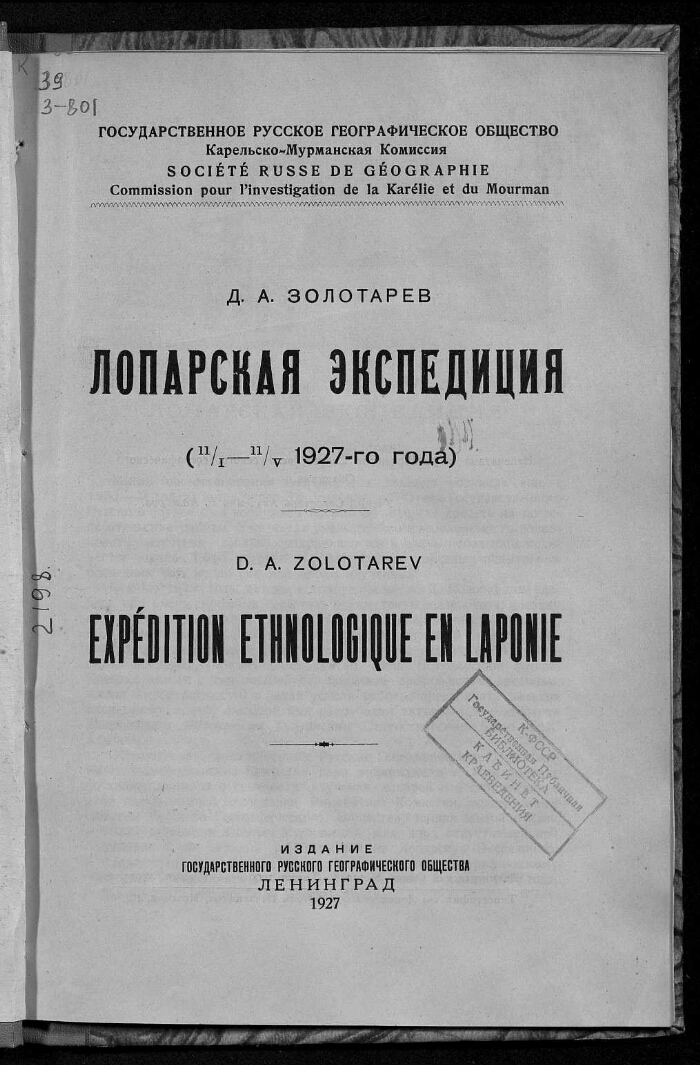 К
39
З-801
ГОСУДАРСТВЕННОЕ РУССКОЕ ГЕОГРАФИЧЕСКОЕ ОБЩЕСТВО
Карельско-Мурманская Комиссия
SOCIÉTÉ RUSSE DE GÉOGRAPHIE
Commission pour l'investigation de la Karélie et du Mourman
Д. А. ЗОЛОТАРЕВ
ЛОПАРСКАЯ ЭКСПЕДИЦИЯ
(11/I—11/V 1927-го года)
D. A. ZOLOTAREV
EXPÉDITION ETHNOLOGIQUE EN LAPONIE
2198
К-ФССР
Государственная Публичная
БИБЛИОТЕКА
КАБИНЕТ
КРАЕВЕДЕНИЯ
ИЗДАНИЕ
ГОСУДАРСТВЕННОГО РУССКОГО ГЕОГРАФИЧЕСКОГО ОБЩЕСТВА
ЛЕНИНГРАД
1927